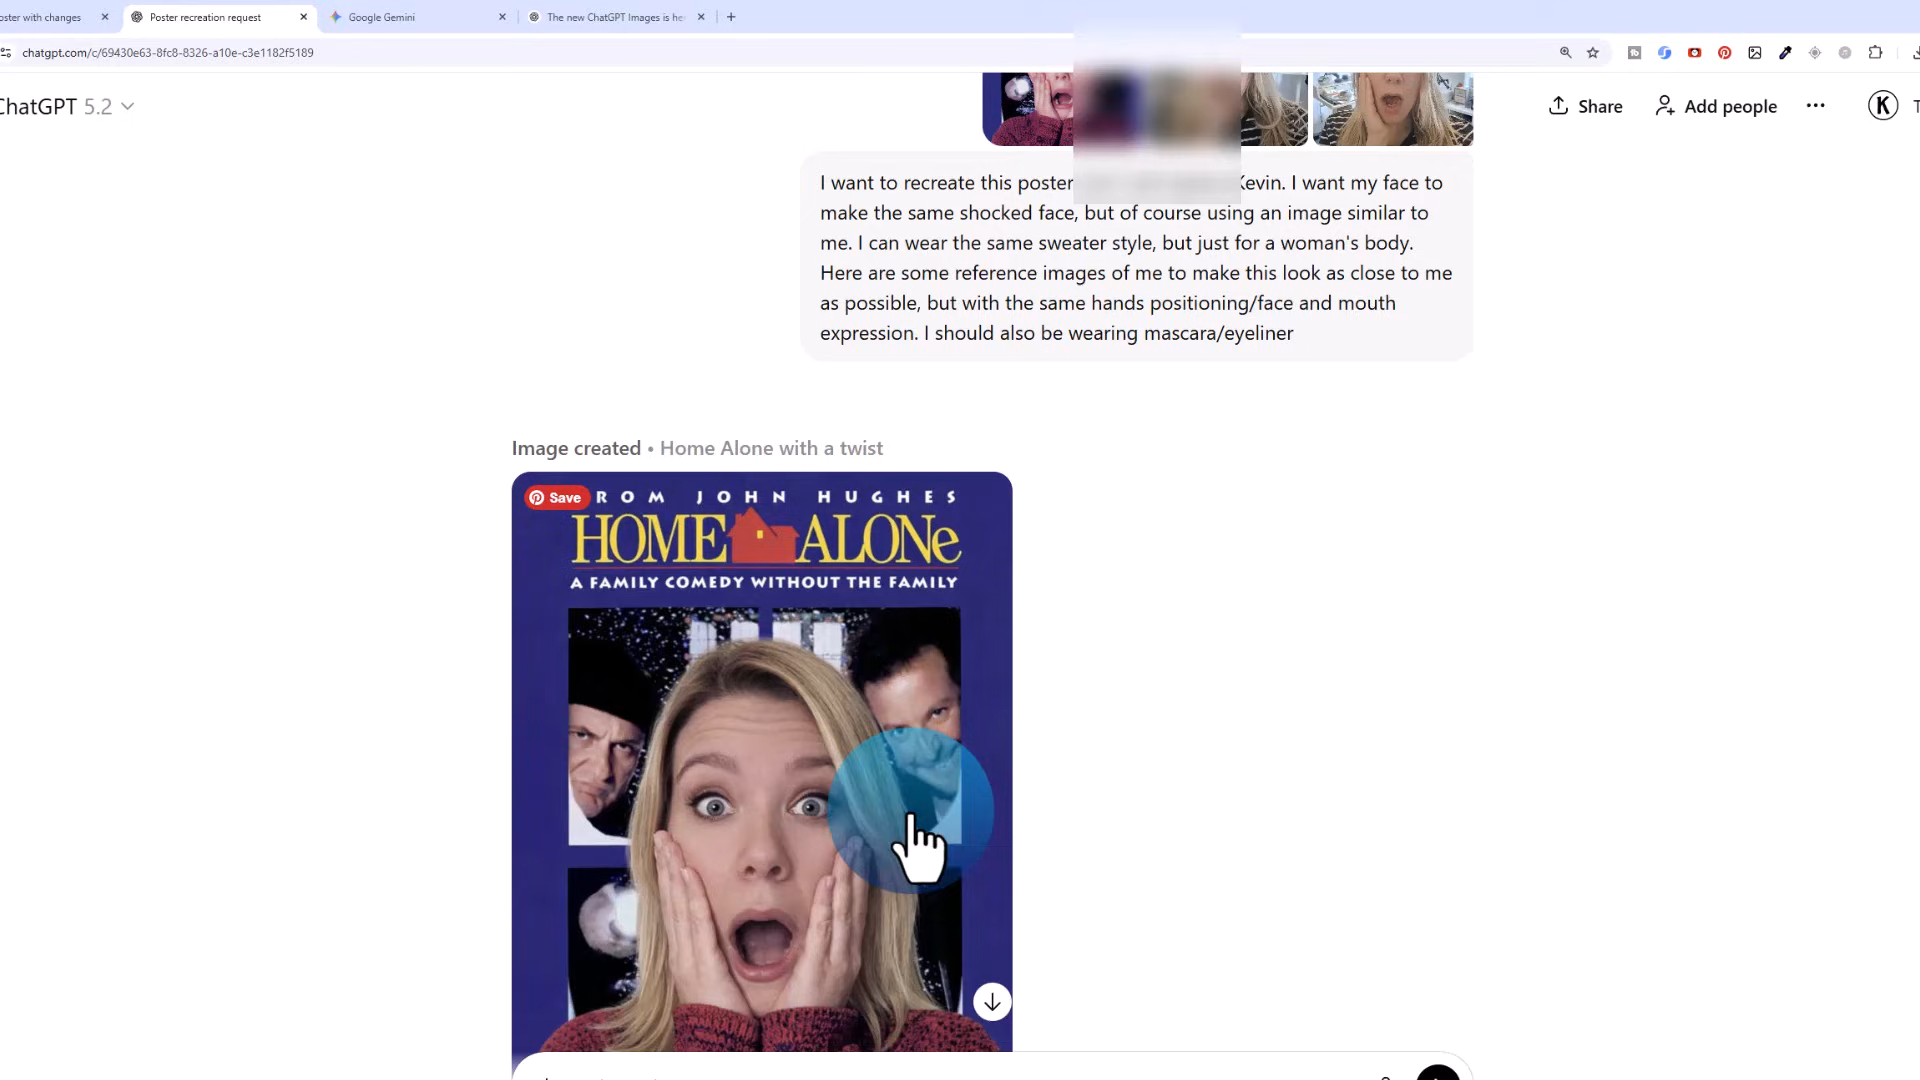 oster with changes
Poster recreation request
Google Gemini
The new ChatGPT Images is he
chatgpt.com/c/69430e63-8fc8-8326-a10e-c3e1182f5189
ChatGPT 5.2
Share
Add people
K
I want to recreate this poster Kevin. I want my face to
make the same shocked face, but of course using an image similar to
me. I can wear the same sweater style, but just for a woman's body.
Here are some reference images of me to make this look as close to me
as possible, but with the same hands positioning/face and mouth
expression. I should also be wearing mascara/eyeliner
Image created • Home Alone with a twist
Save
ROM JOHN HUGHES
HOME ALONe
A FAMILY COMEDY WITHOUT THE FAMILY